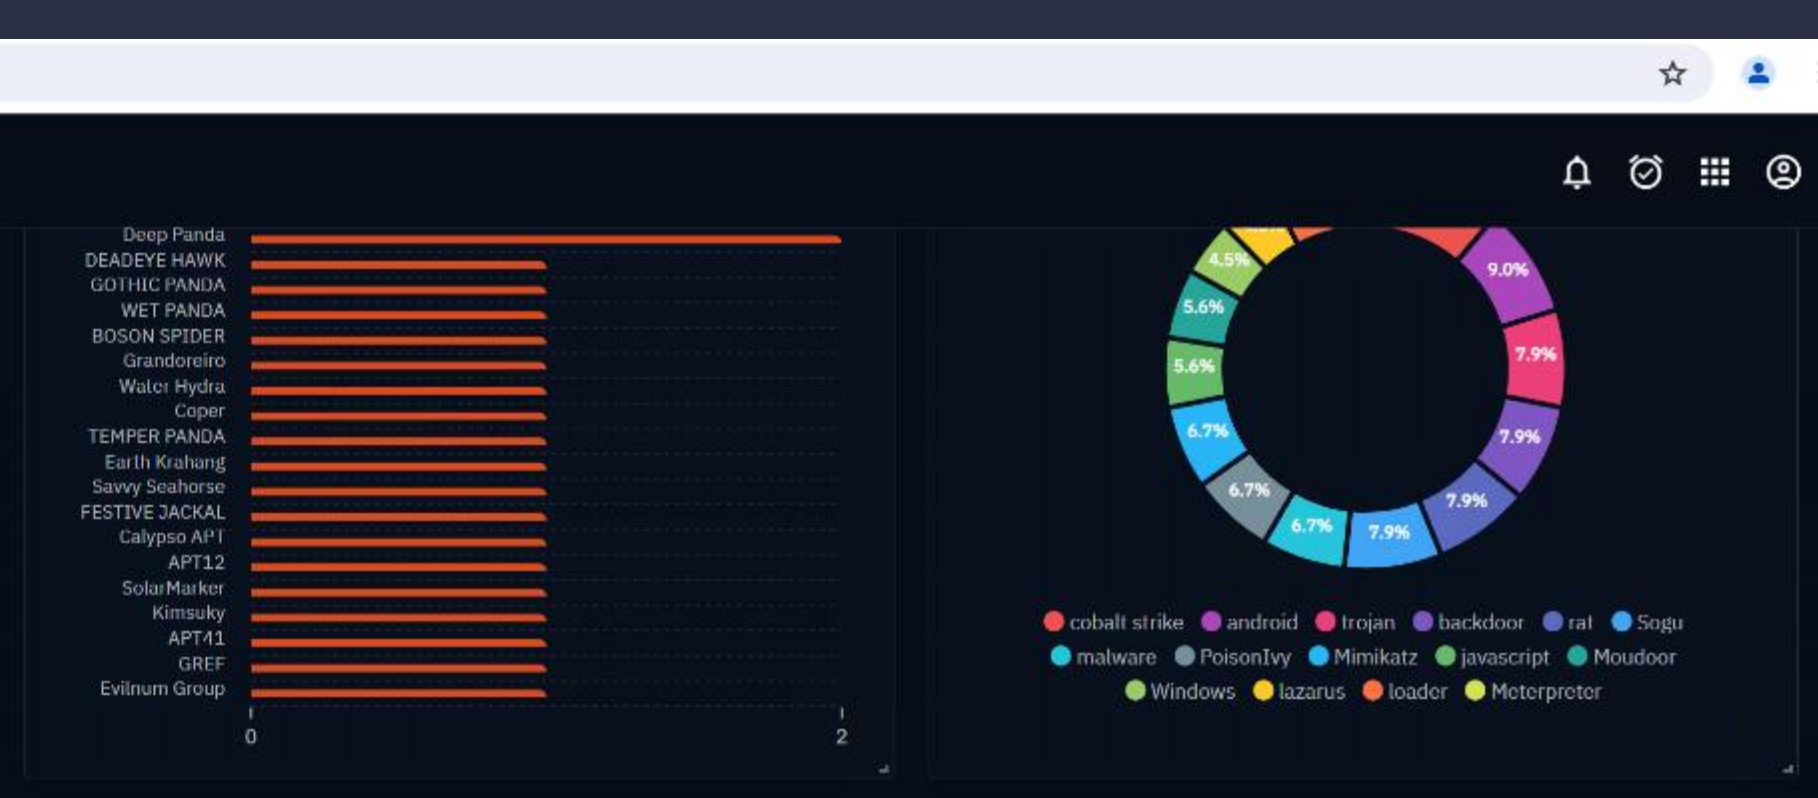 Deep Panda
DEADEYE HAWK
GOTHIC PANDA
WET PANDA
BOSON SPIDER
Grandoreiro
Water Hydra
Coper
TEMPER PANDA
Earth Krahang
Savvy Seahorse
FESTIVE JACKAL
Calypso APT
APT12
SolarMarker
Kimsuky
APT41
GREF
Evilnum Group
0 2
9.0%
7.9%
7.9%
7.9%
7.9%
6.7%
6.7%
6.7%
5.6%
5.6%
4.5%
cobalt strike android trojan backdoor rat Sogu
malware PoisonIvy Mimikatz javascript Moudoor
Windows lazarus loader Meterpreter